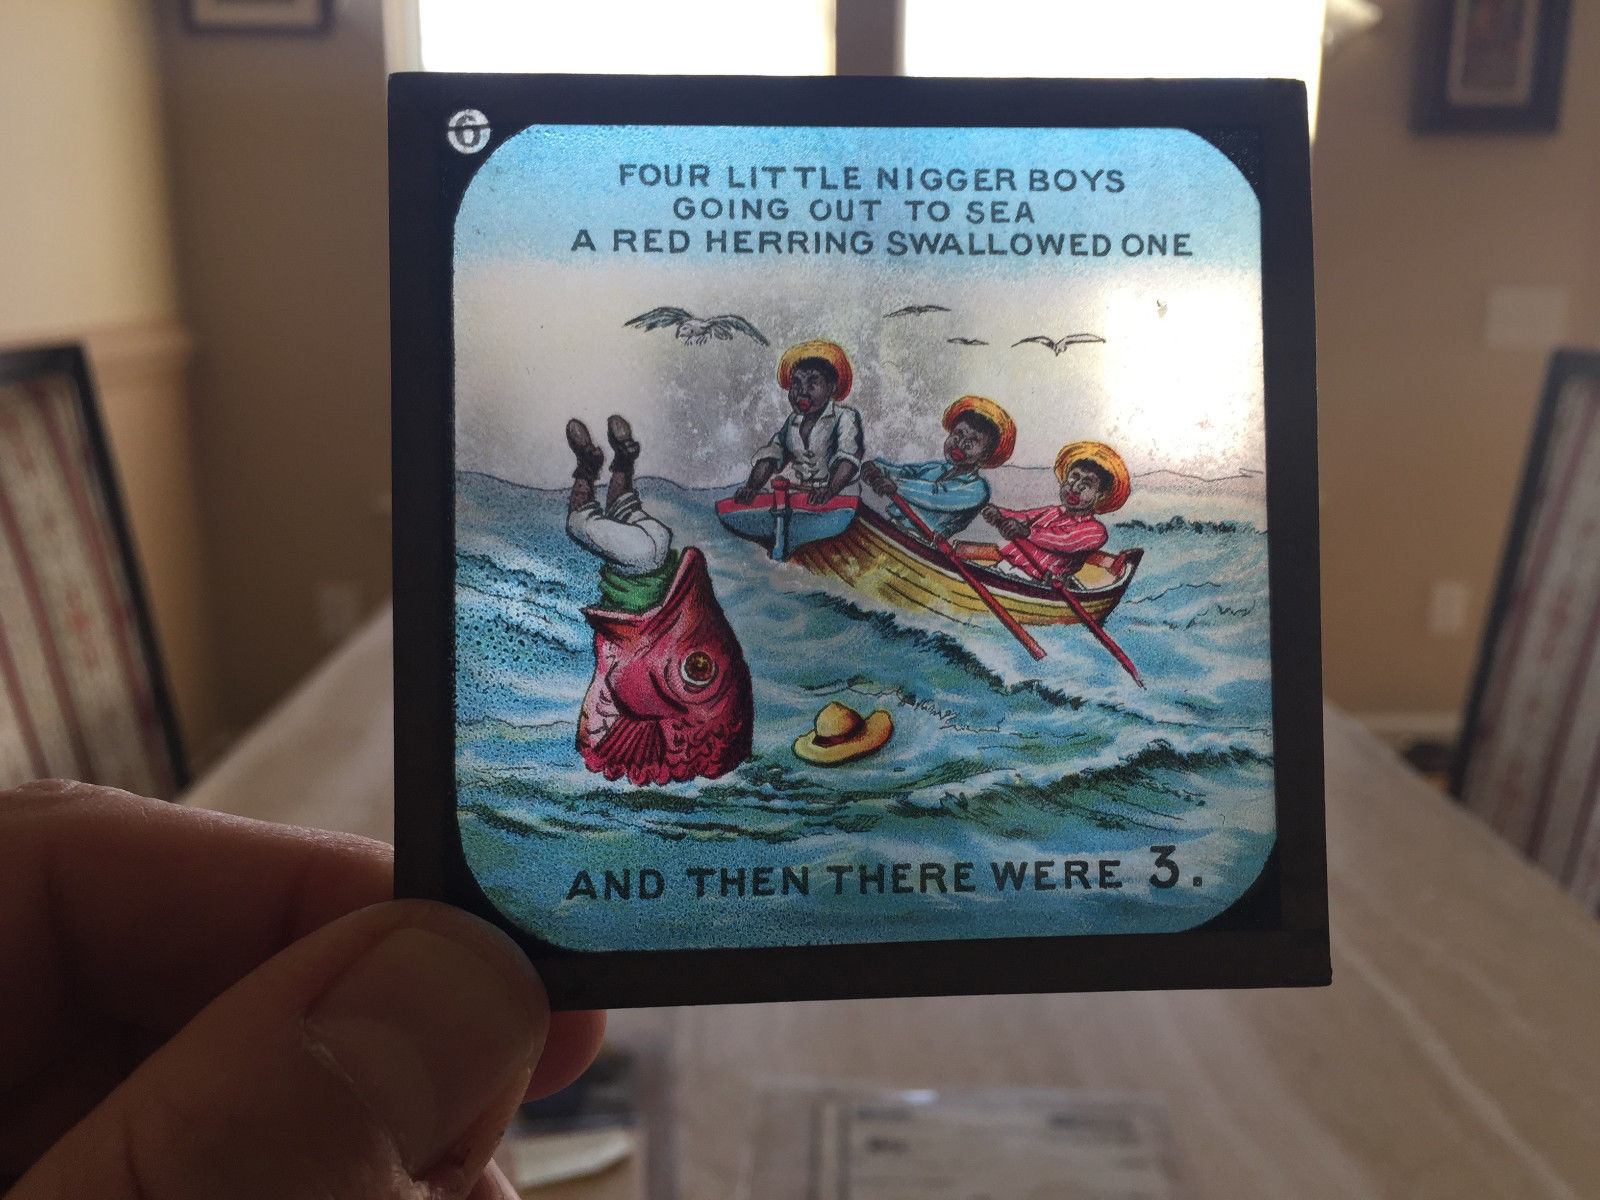 6
FOUR LITTLE NIGGER BOYS
GOING OUT TO SEA
A RED HERRING SWALLOWED ONE
AND THEN THERE WERE 3.